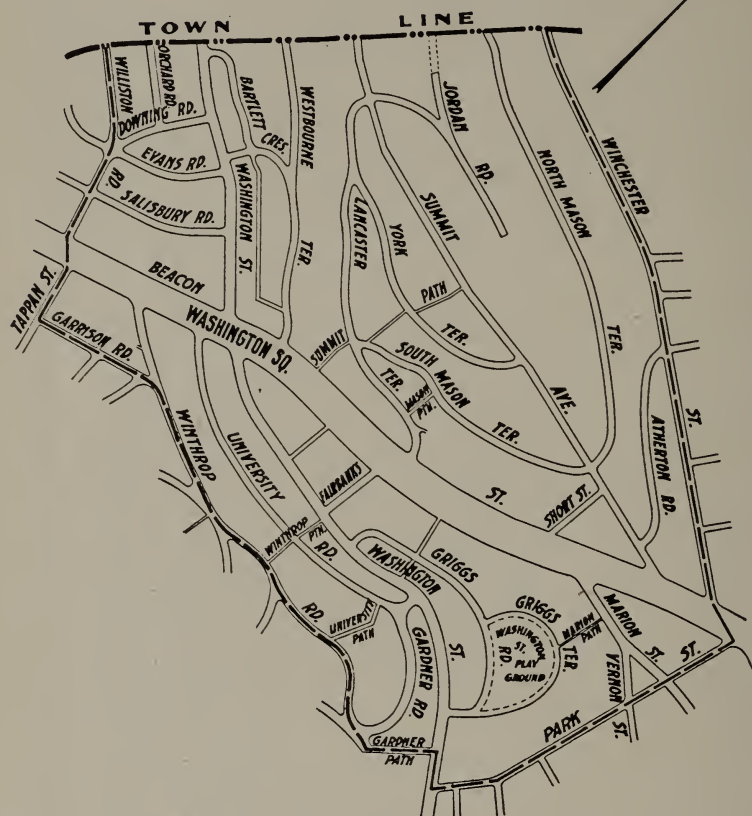 TOWN LINE
WILLISTON RD.
ORCHARD RD.
DOWNING RD.
BARTLETT CRES.
WESTBOURNE TER
JORDAN RD.
NORTH MASON TER.
WINCHESTER ST.
EVANS RD.
SALISBURY RD.
WASHINGTON ST.
LANCASTER TER.
YORK TER.
SUMMIT AVE.
BEACON ST.
TAPPAN ST.
WASHINGTON SQ.
SUMMIT PATH
GARRISON RD.
SOUTH MASON TER.
MASON PTH.
ATHERTON RD.
WINTHROP RD.
UNIVERSITY RD.
FAIRBANKS
SHORT ST.
WINTHROP PTH.
WASHINGTON ST.
GRIGGS RD.
GRIGGS TER.
MARION ST.
UNIVERSITY PATH
WASHINGTON
ST.
PLAY
GROUND
MARION PATH
GARDNER RD.
VERNON ST.
PARK ST.
GARDNER PATH